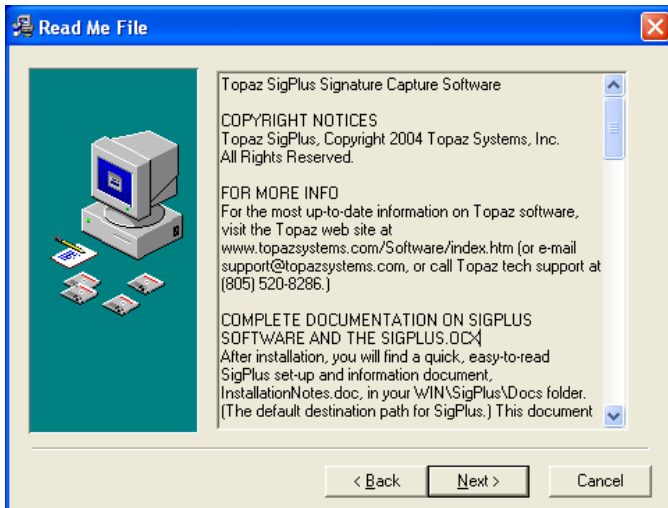 Read Me File
Topaz SigPlus Signature Capture Software
COPYRIGHT NOTICES
Topaz SigPlus, Copyright 2004 Topaz Systems, Inc.
All Rights Reserved.
FOR MORE INFO
For the most up-to-date information on Topaz software,
visit the Topaz web site at
www.topazsystems.com/Software/index.htm (or e-mail
support@topazsystems.com, or call Topaz tech support at
(805) 520-8286.)
COMPLETE DOCUMENTATION ON SIGPLUS
SOFTWARE AND THE SIGPLUS.OCX
After installation, you will find a quick, easy-to-read
SigPlus set-up and information document,
InstallationNotes.doc, in your WIN\SigPlus\Docs folder.
(The default destination path for SigPlus.) This document
< Back
Next >
Cancel